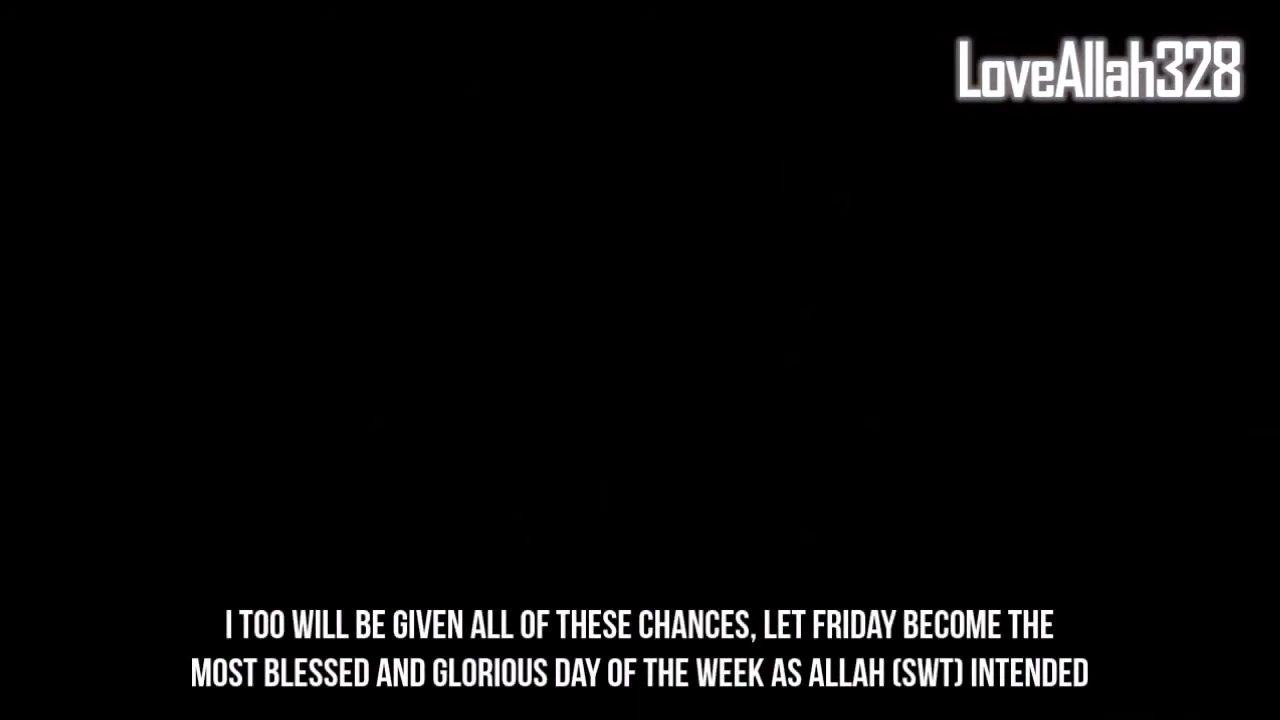 LoveAllah328
I TOO WILL BE GIVEN ALL OF THESE CHANCES, LET FRIDAY BECOME THE
MOST BLESSED AND GLORIOUS DAY OF THE WEEK AS ALLAH (SWT) INTENDED